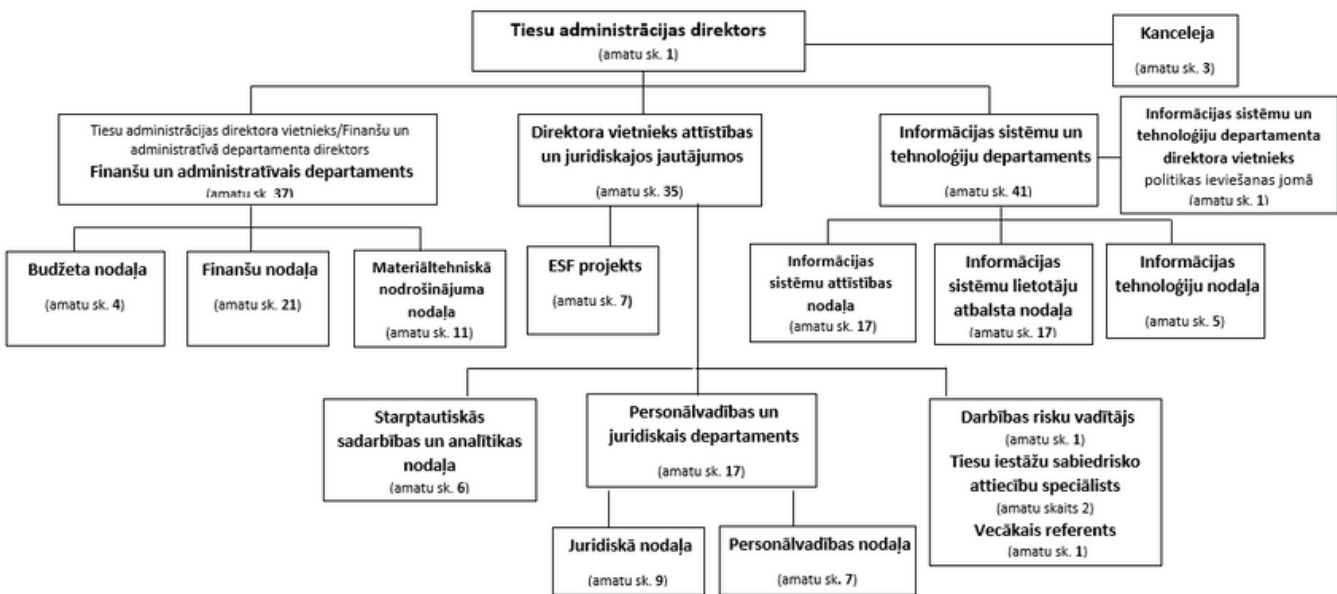 Tiesu administrācijas direktors
(amatu sk. 1)
Kanceleja
(amatu sk. 3)
Tiesu administrācijas direktora vietnieks/Finanšu un
administratīvā departamenta direktors
Finanšu un administratīvais departaments
(amatu sk. 37)
Direktora vietnieks attīstības
un juridiskajos jautājumos
(amatu sk. 35)
Informācijas sistēmu un
tehnoloģiju departaments
(amatu sk. 41)
Informācijas sistēmu un
tehnoloģiju departamenta
direktora vietnieks
politikas ieviešanas jomā
(amatu sk. 1)
Budžeta nodaļa
(amatu sk. 4)
Finanšu nodaļa
(amatu sk. 21)
Materiāltehniskā
nodrošinājuma
nodaļa
(amatu sk. 11)
ESF projekts
(amatu sk. 7)
Informācijas
sistēmu attīstības
nodaļa
(amatu sk. 17)
Informācijas
sistēmu lietotāju
atbalsta nodaļa
(amatu sk. 17)
Informācijas
tehnoloģiju nodaļa
(amatu sk. 5)
Starptautiskās
sadarbības un analītikas
nodaļa
(amatu sk. 6)
Personālvadības un
juridiskais departaments
(amatu sk. 17)
Darbības risku vadītājs
(amatu sk. 1)
Tiesu iestāžu sabiedrisko
attiecību speciālists
(amatu skaits 2)
Vecākais referents
(amatu sk. 1)
Juridiskā nodaļa
(amatu sk. 9)
Personālvadības nodaļa
(amatu sk. 7)